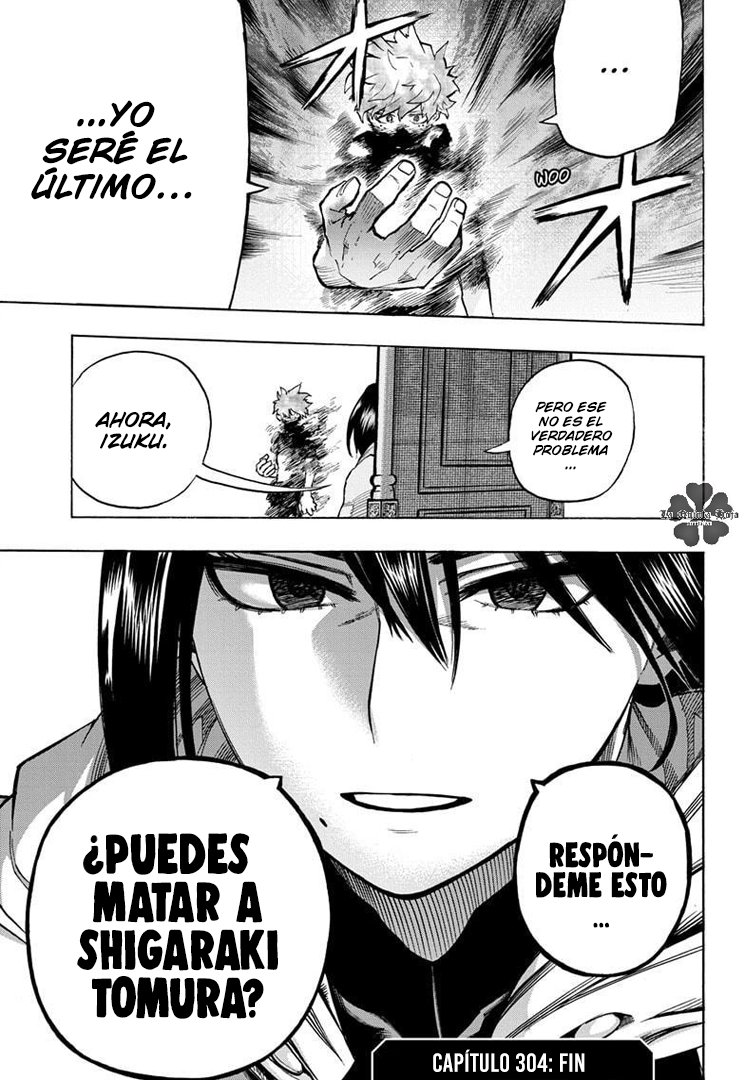 ...
...YO
SERÉ EL
ÚLTIMO...
WOO
PERO ESE
NO ES EL
VERDADERO
PROBLEMA
...
AHORA,
IZUKU.
RESPÓN-
DEME ESTO
...
¿PUEDES
MATAR A
SHIGARAKI
TOMURA?
CAPÍTULO 304: FIN